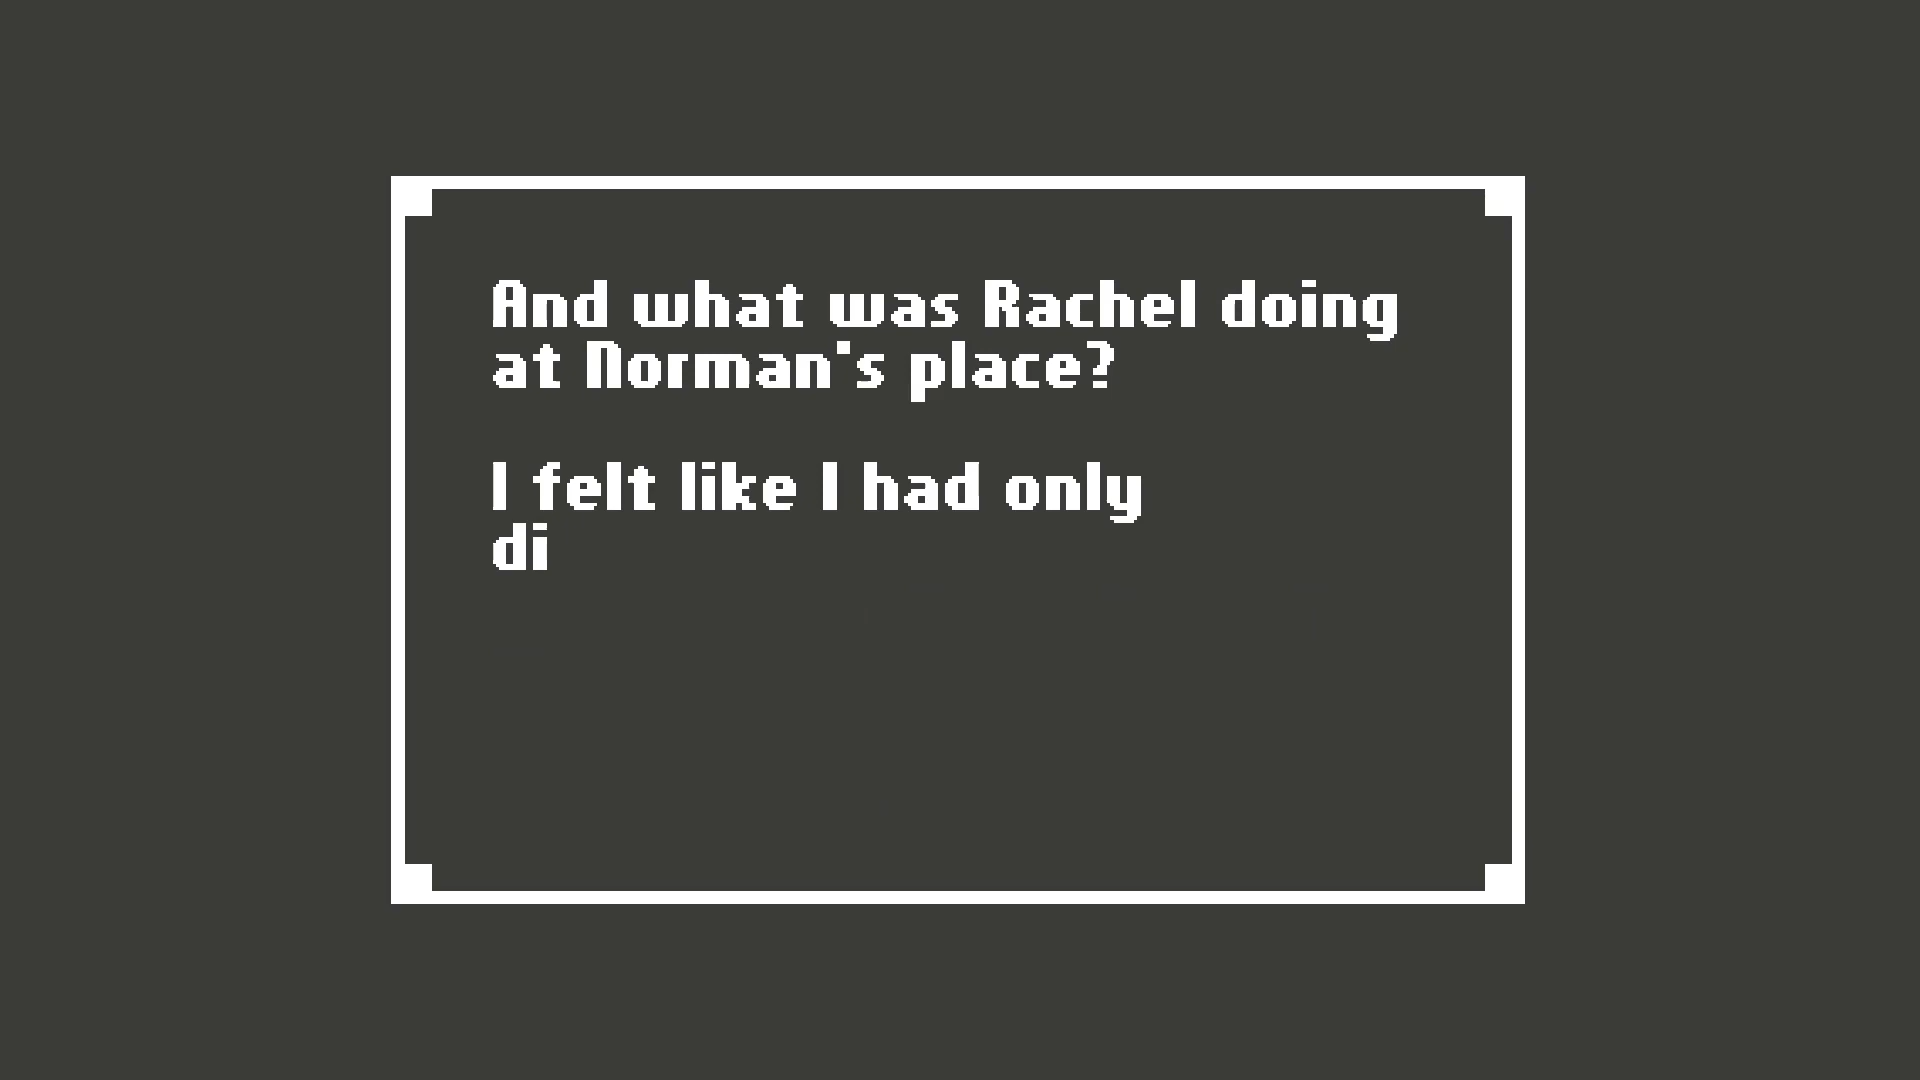 And what was Rachel doing
at Norman's place?
I felt like I had only
di